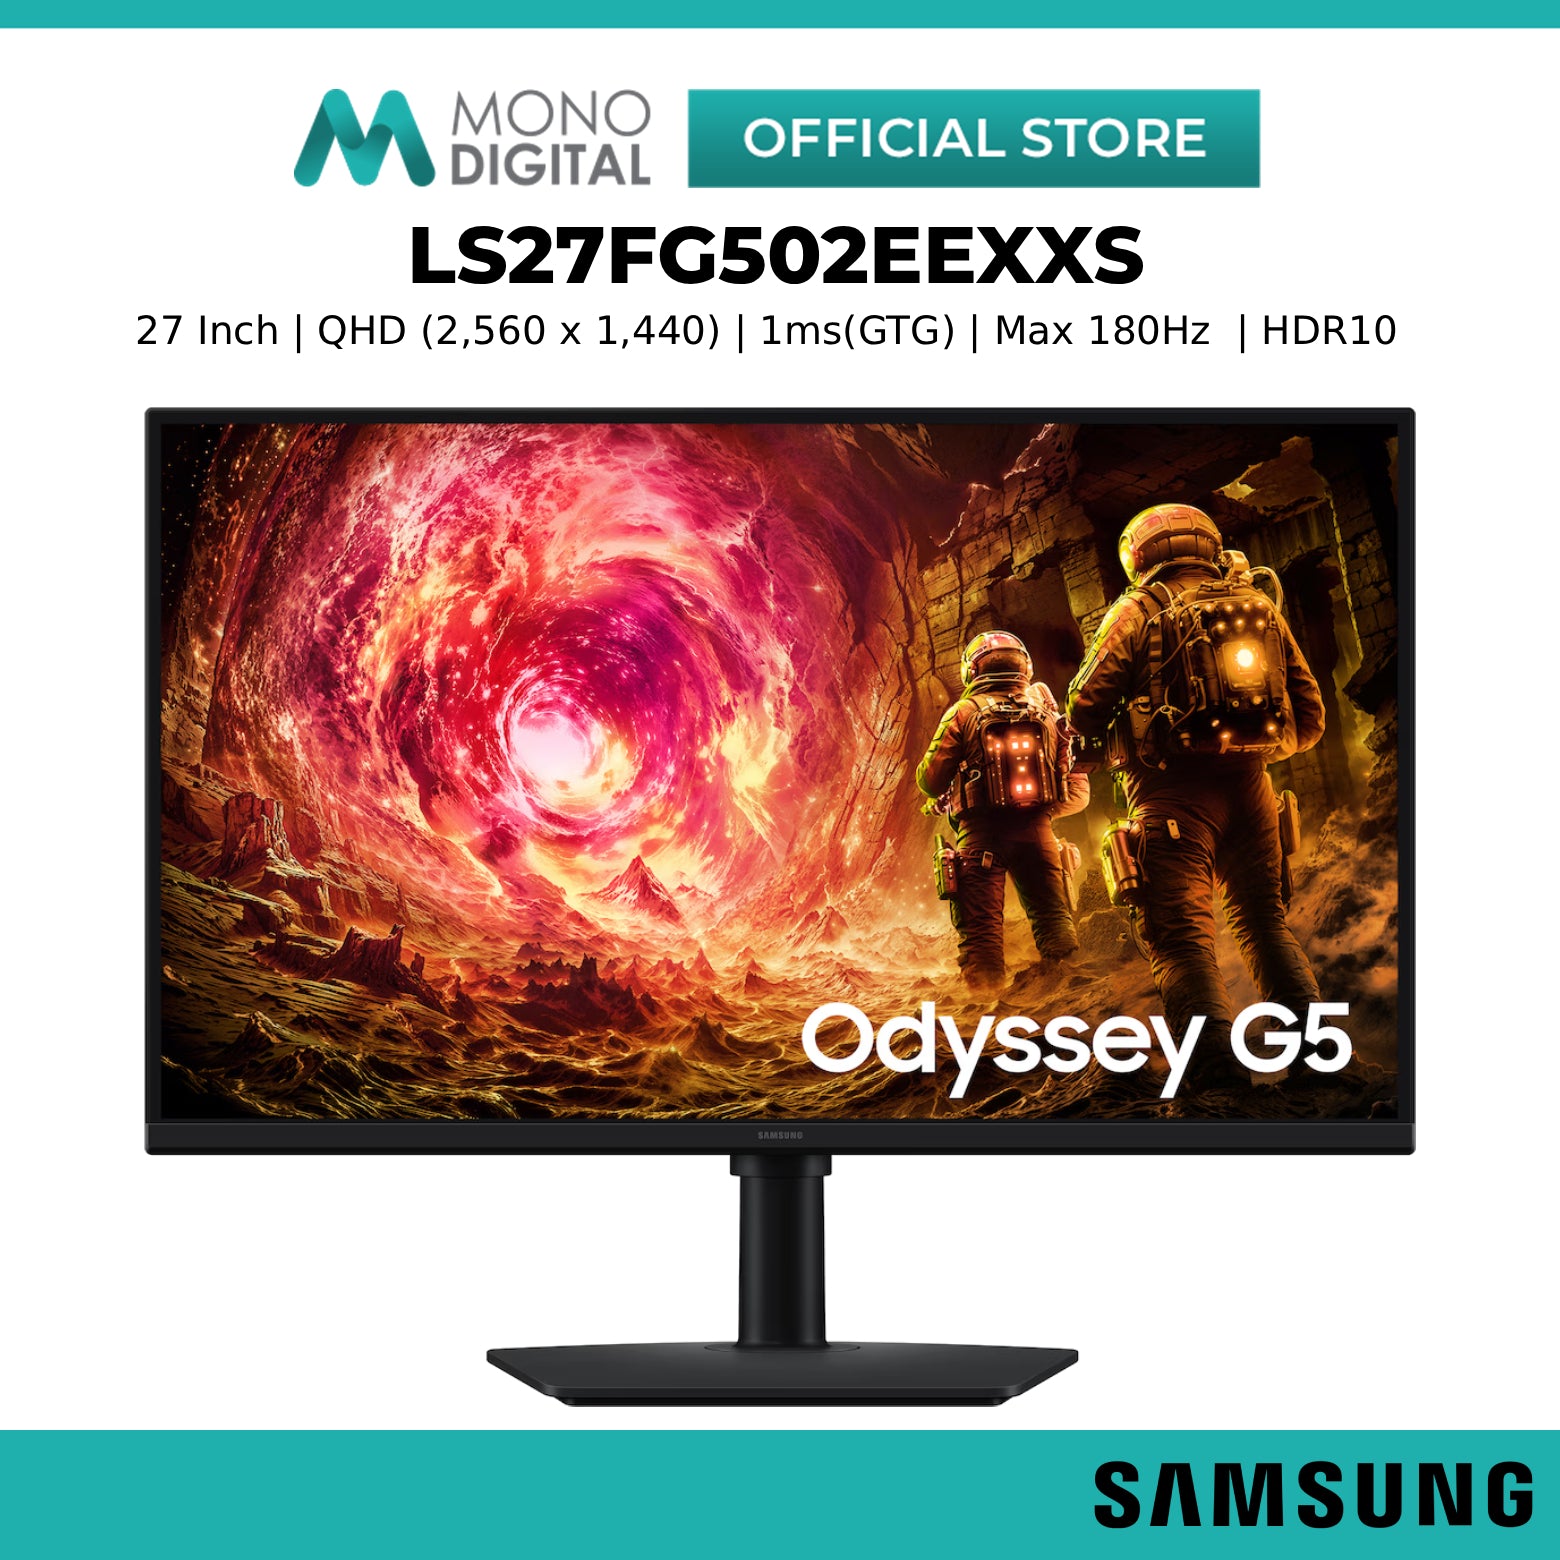 MONO
DIGITAL
OFFICIAL STORE
LS27FG502EEXXS
27 Inch | QHD (2,560 x 1,440) | 1ms(GTG) | Max 180Hz | HDR10
Odyssey G5
SAMSUNG
SAMSUNG